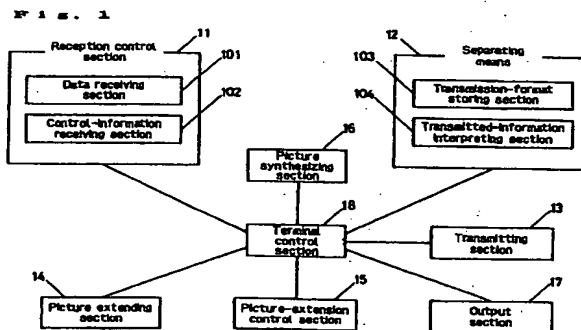 Fig. 1
11
Reception control
section
101
Data receiving
section
102
Control-information
receiving section
12
Separating
means
103
Transmission-format
storing section
104
Transmitted-information
interpreting section
16
Picture
synthesizing
section
18
Terminal
control
section
13
Transmitting
section
14
Picture extending
section
15
Picture-extension
control section
17
Output
section